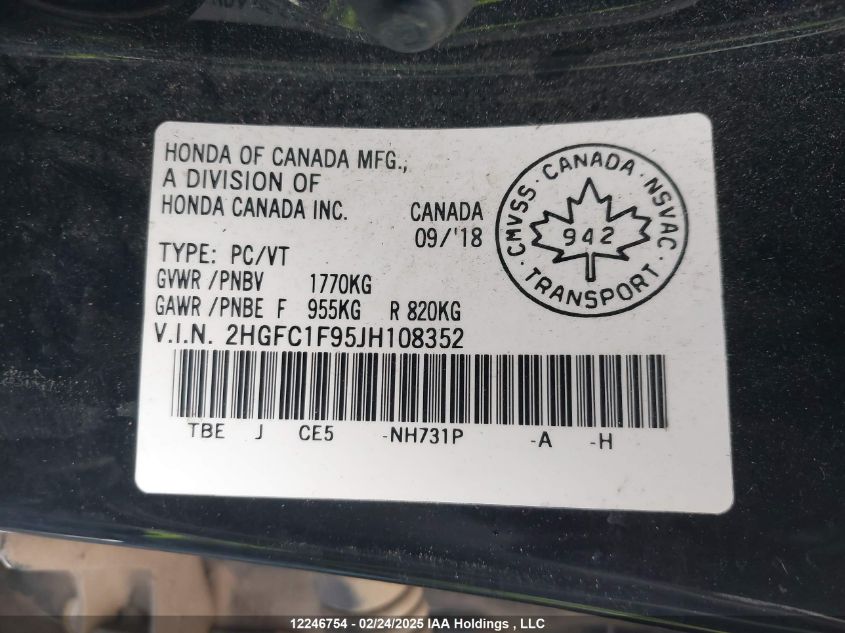 HONDA OF CANADA MFG.,
A DIVISION OF
HONDA CANADA INC.
CANADA
09/'18
TYPE: PC/VT
GVWR /PNBV 1770KG
GAWR /PNBE F 955KG R 820KG
V.I.N. 2HGFC1F95JH108352
TBE J CE5 -NH731P -A -H
CMVSS · CANADA · NSVAC · TRANSPORT ·
942
12246754 - 02/24/2025 IAA Holdings , LLC